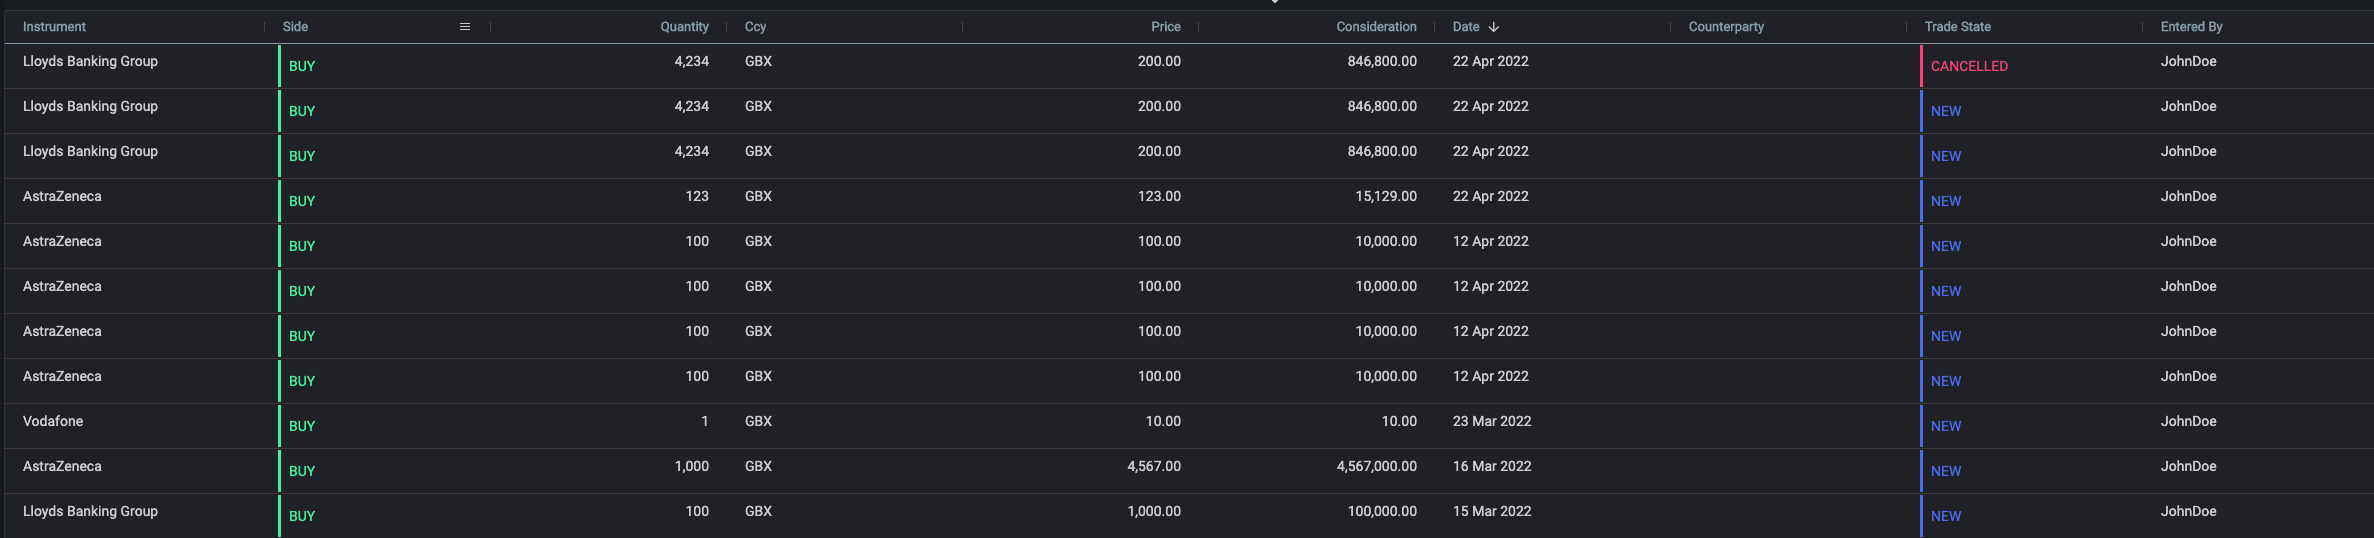 Instrument Side Quantity Ccy Price Consideration Date Counterparty Trade State Entered By
Lloyds Banking Group BUY 4,234 GBX 200.00 846,800.00 22 Apr 2022 CANCELLED JohnDoe
Lloyds Banking Group BUY 4,234 GBX 200.00 846,800.00 22 Apr 2022 NEW JohnDoe
Lloyds Banking Group BUY 4,234 GBX 200.00 846,800.00 22 Apr 2022 NEW JohnDoe
AstraZeneca BUY 123 GBX 123.00 15,129.00 22 Apr 2022 NEW JohnDoe
AstraZeneca BUY 100 GBX 100.00 10,000.00 12 Apr 2022 NEW JohnDoe
AstraZeneca BUY 100 GBX 100.00 10,000.00 12 Apr 2022 NEW JohnDoe
AstraZeneca BUY 100 GBX 100.00 10,000.00 12 Apr 2022 NEW JohnDoe
AstraZeneca BUY 100 GBX 100.00 10,000.00 12 Apr 2022 NEW JohnDoe
Vodafone BUY 1 GBX 10.00 10.00 23 Mar 2022 NEW JohnDoe
AstraZeneca BUY 1,000 GBX 4,567.00 4,567,000.00 16 Mar 2022 NEW JohnDoe
Lloyds Banking Group BUY 100 GBX 1,000.00 100,000.00 15 Mar 2022 NEW JohnDoe